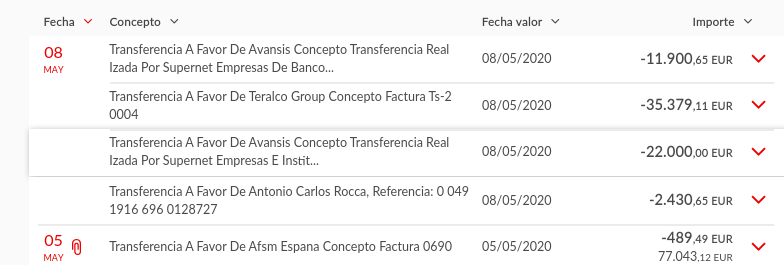 Fecha Concepto Fecha valor Importe
08 Transferencia A Favor De Avansis Concepto Transferencia Real 08/05/2020 -11.900,65 EUR
MAY Izada Por Supernet Empresas De Banco...
Transferencia A Favor De Teralco Group Concepto Factura Ts-2 08/05/2020 -35.379,11 EUR
0004
Transferencia A Favor De Avansis Concepto Transferencia Real 08/05/2020 -22.000,00 EUR
Izada Por Supernet Empresas E Instit...
Transferencia A Favor De Antonio Carlos Rocca, Referencia: 0 049 08/05/2020 -2.430,65 EUR
1916 696 0128727
05 Transferencia A Favor De Afsm Espana Concepto Factura 0690 05/05/2020 -489,49 EUR
MAY 77.043,12 EUR